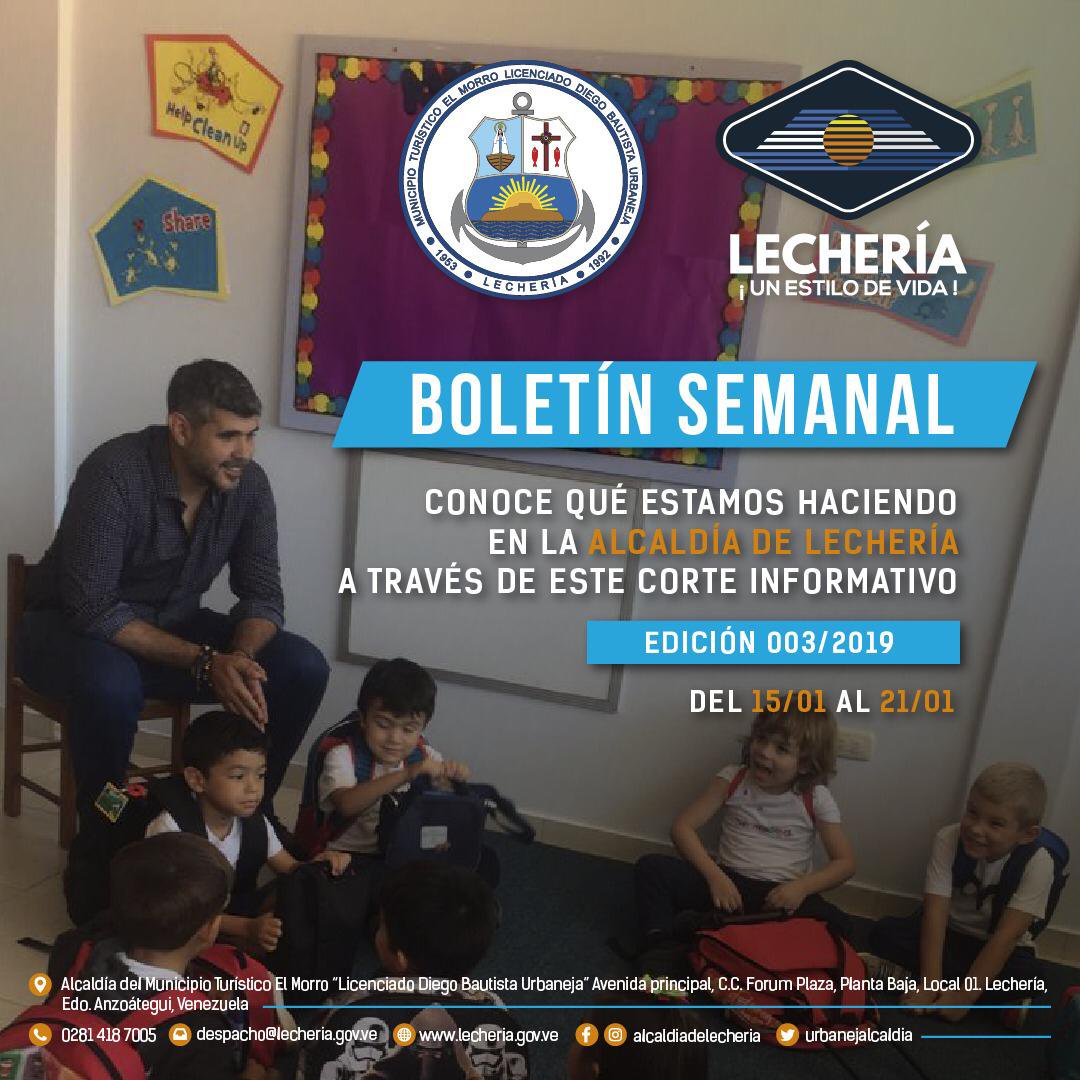 Help Clean Up
Share
MUNICIPIO TURÍSTICO EL MORRO LICENCIADO DIEGO BAUTISTA URBANEJA
1953 • LECHERÍA • 1992
LECHERÍA
¡UN ESTILO DE VIDA!
BOLETÍN SEMANAL
CONOCE QUÉ ESTAMOS HACIENDO
EN LA ALCALDÍA DE LECHERÍA
A TRAVÉS DE ESTE CORTE INFORMATIVO
EDICIÓN 003/2019
DEL 15/01 AL 21/01
Alcaldía del Municipio Turístico El Morro “Licenciado Diego Bautista Urbaneja” Avenida principal, C.C. Forum Plaza, Planta Baja, Local 01. Lechería,
Edo. Anzoátegui, Venezuela
0281 418 7005 despacho@lecheria.gov.ve www.lecheria.gov.ve alcaldiadelecheria urbanejalcaldia